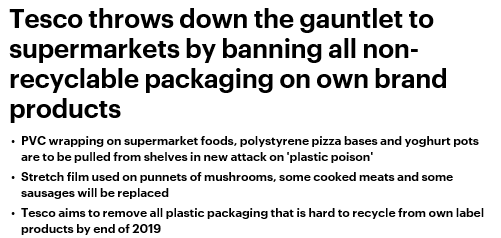 Tesco throws down the gauntlet to
supermarkets by banning all non-
recyclable packaging on own brand
products
• PVC wrapping on supermarket foods, polystyrene pizza bases and yoghurt pots
are to be pulled from shelves in new attack on 'plastic poison'
• Stretch film used on punnets of mushrooms, some cooked meats and some
sausages will be replaced
• Tesco aims to remove all plastic packaging that is hard to recycle from own label
products by end of 2019